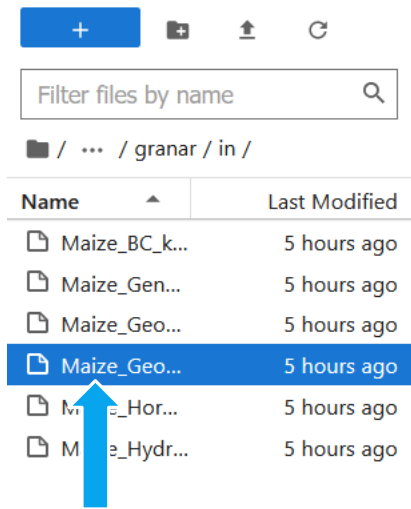 Filter files by name
/ ... / granar / in /
Name Last Modified
Maize_BC_k... 5 hours ago
Maize_Gen... 5 hours ago
Maize_Geo... 5 hours ago
Maize_Geo... 5 hours ago
5 hours ago
5 hours ago